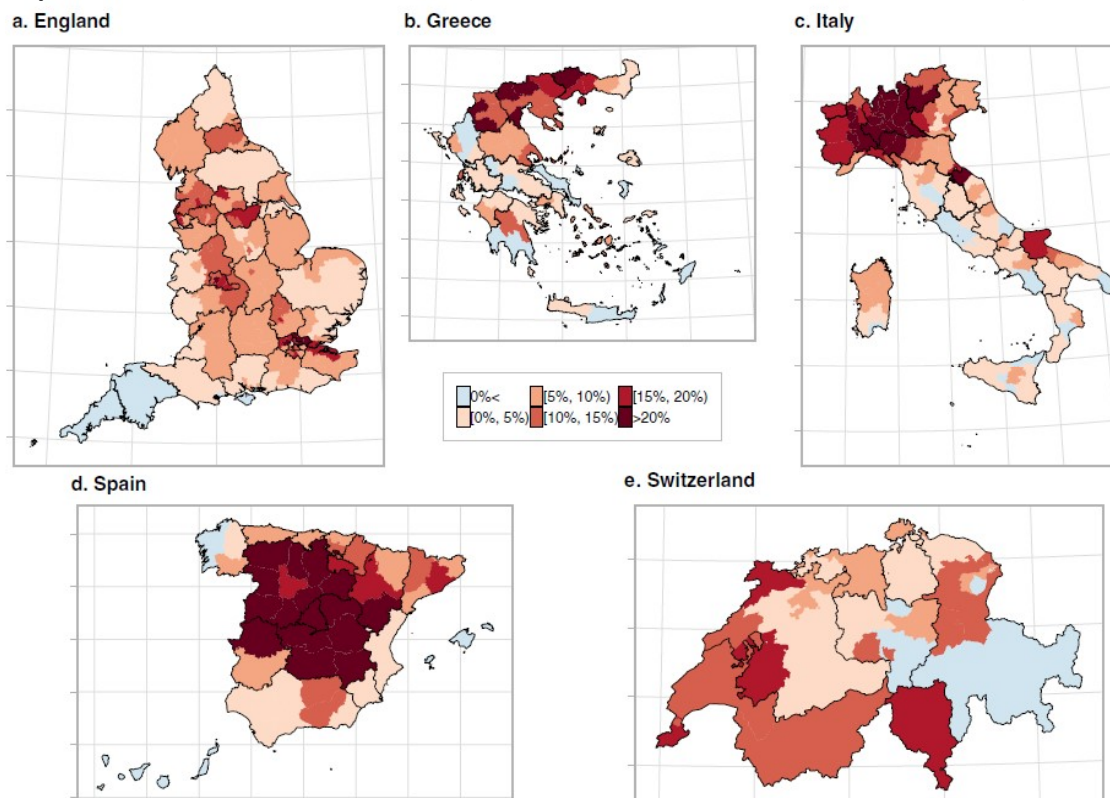 a. England
b. Greece
c. Italy
0%< [5%, 10%) [15%, 20%)
[0%, 5%) [10%, 15%) >20%
d. Spain
e. Switzerland